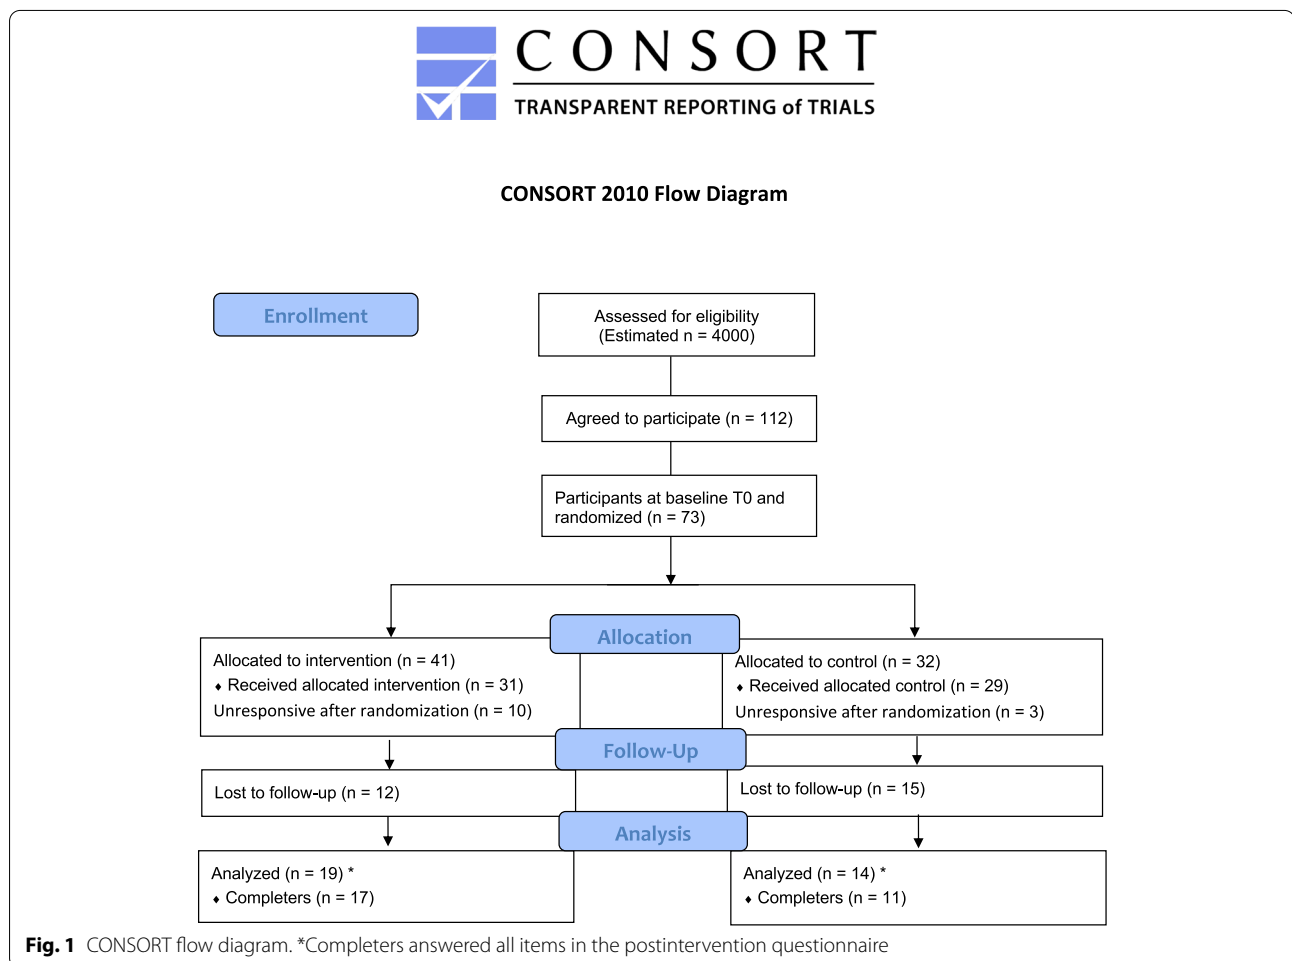 CONSORT
TRANSPARENT REPORTING of TRIALS
CONSORT 2010 Flow Diagram
Enrollment
Assessed for eligibility
(Estimated n = 4000)
Agreed to participate (n = 112)
Participants at baseline T0 and
randomized (n = 73)
Allocation
Allocated to intervention (n = 41)
♦ Received allocated intervention (n = 31)
Unresponsive after randomization (n = 10)
Allocated to control (n = 32)
♦ Received allocated control (n = 29)
Unresponsive after randomization (n = 3)
Follow-Up
Lost to follow-up (n = 12)
Lost to follow-up (n = 15)
Analysis
Analyzed (n = 19) *
♦ Completers (n = 17)
Analyzed (n = 14) *
♦ Completers (n = 11)
Fig. 1 CONSORT flow diagram. *Completers answered all items in the postintervention questionnaire